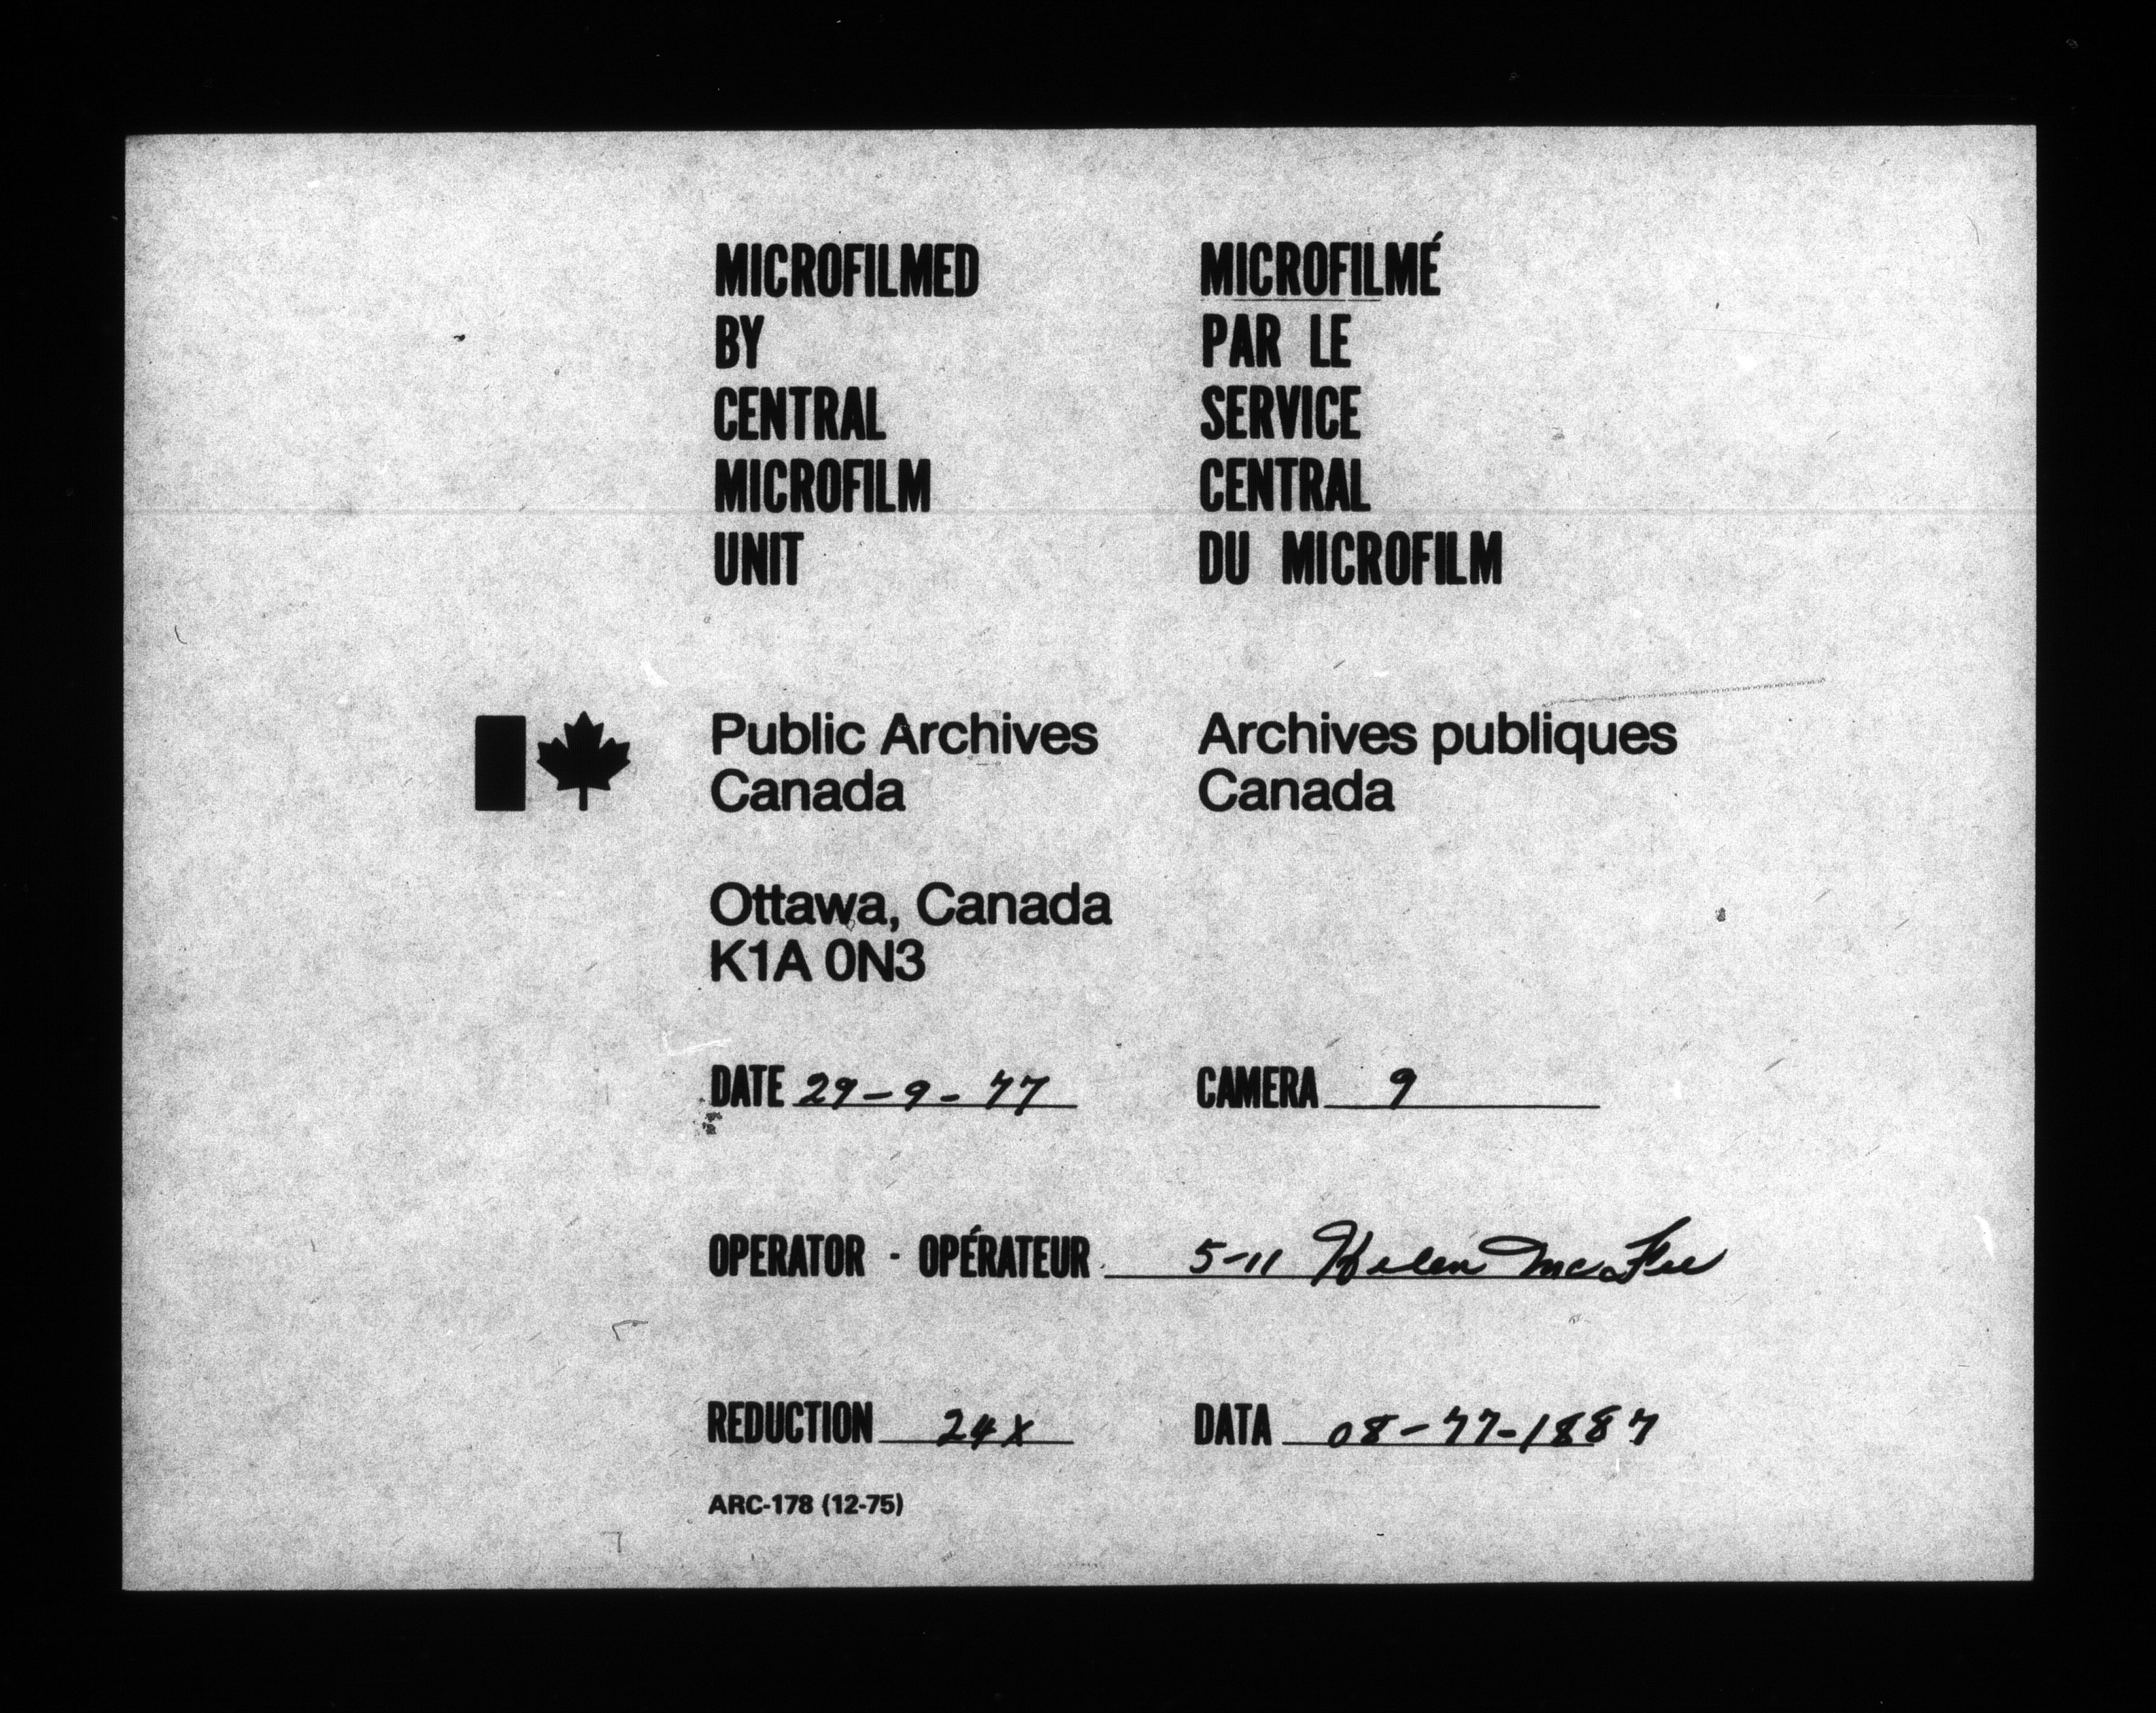 MICROFILMED
BY
CENTRAL
MICROFILM
UNIT
MICROFILMÉ
PAR LE
SERVICE
CENTRAL
DU MICROFILM
Public Archives
Canada
Archives publiques
Canada
Ottawa, Canada
K1A 0N3
DATE 29-9-77
CAMERA 9
OPERATOR - OPÉRATEUR 5-11 Helen McFee
REDUCTION 24X
DATA 08-77-1887
ARC-178 (12-75)